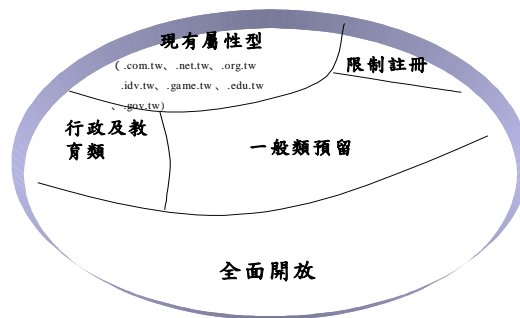 現有屬性型
( .com.tw、.net.tw、.org.tw
.idv.tw、.game.tw 、.edu.tw
、.gov.tw)
限制註冊
行政及教
育類
一般類預留
全面開放